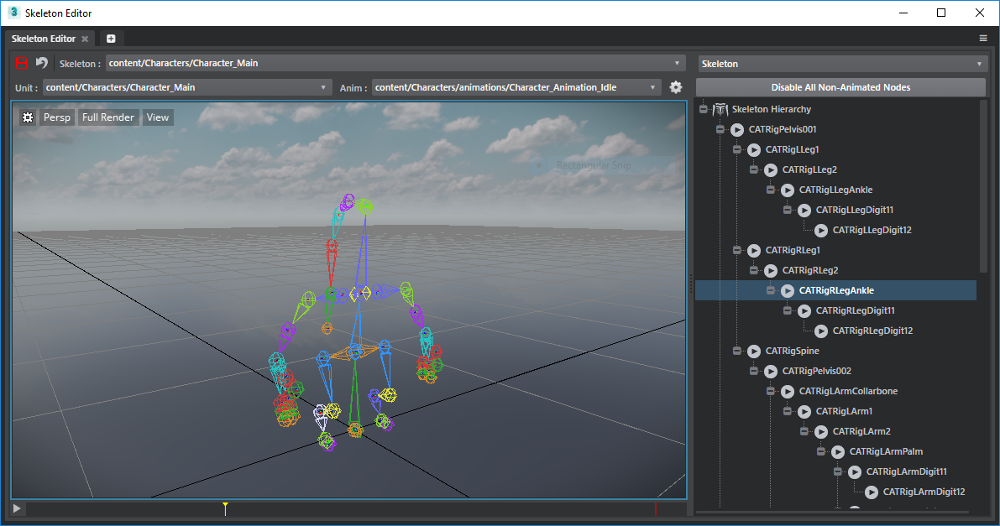 Skeleton Editor
Skeleton Editor
Skeleton : content/Characters/Character_Main
Unit : content/Characters/Character_Main Anim : content/Characters/animations/Character_Animation_Idle
Persp Full Render View
Rectangular Snip
Skeleton
Disable All Non-Animated Nodes
Skeleton Hierarchy
CATRigPelvis001
CATRigLLeg1
CATRigLLeg2
CATRigLLegAnkle
CATRigLLegDigit11
CATRigLLegDigit12
CATRigRLeg1
CATRigRLeg2
CATRigRLegAnkle
CATRigRLegDigit11
CATRigRLegDigit12
CATRigSpine
CATRigPelvis002
CATRigLArmCollarbone
CATRigLArm1
CATRigLArm2
CATRigLArmPalm
CATRigLArmDigit11
CATRigLArmDigit12